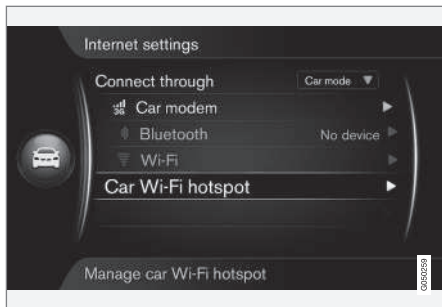 Internet settings
Connect through Car mode
3G Car modem
Bluetooth No device
Wi-Fi
Car Wi-Fi hotspot
Manage car Wi-Fi hotspot
G050259